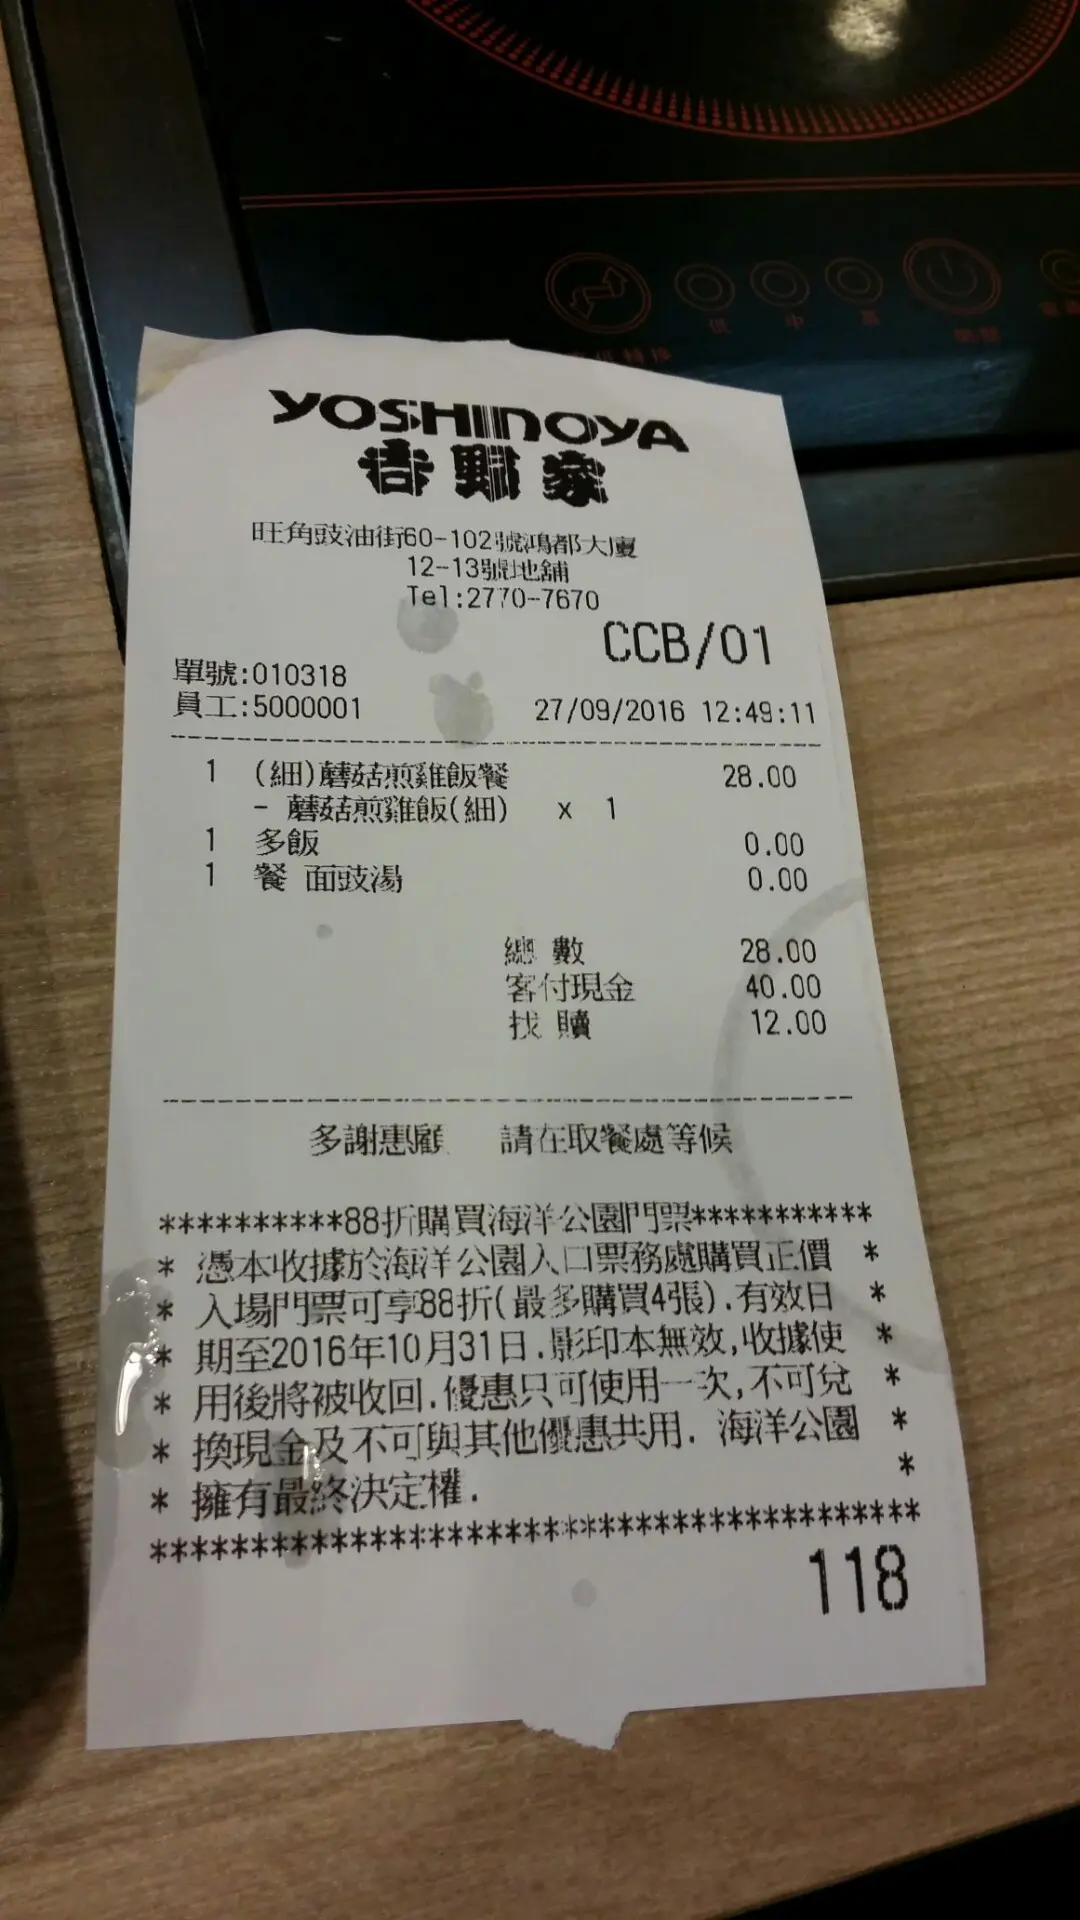 低 中 高
YOSHINOYA
吉野家
旺角豉油街60-102號鴻都大廈
12-13號地舖
Tel:2770-7670
CCB/01
單號:010318
員工:5000001 27/09/2016 12:49:11
1 (細)蘑菇煎雞飯餐 28.00
- 蘑菇煎雞飯(細) x 1
1 多飯 0.00
1 餐 面豉湯 0.00
總 數 28.00
客付現金 40.00
找 贖 12.00
多謝惠顧 請在取餐處等候
**********88折購買海洋公園門票***********
* 憑本收據於海洋公園入口票務處購買正價 *
* 入場門票可享88折(最多購買4張).有效日 *
* 期至2016年10月31日.影印本無效,收據使 *
* 用後將被收回.優惠只可使用一次,不可兌 *
* 換現金及不可與其他優惠共用. 海洋公園 *
* 擁有最終決定權. *
******************************************
118